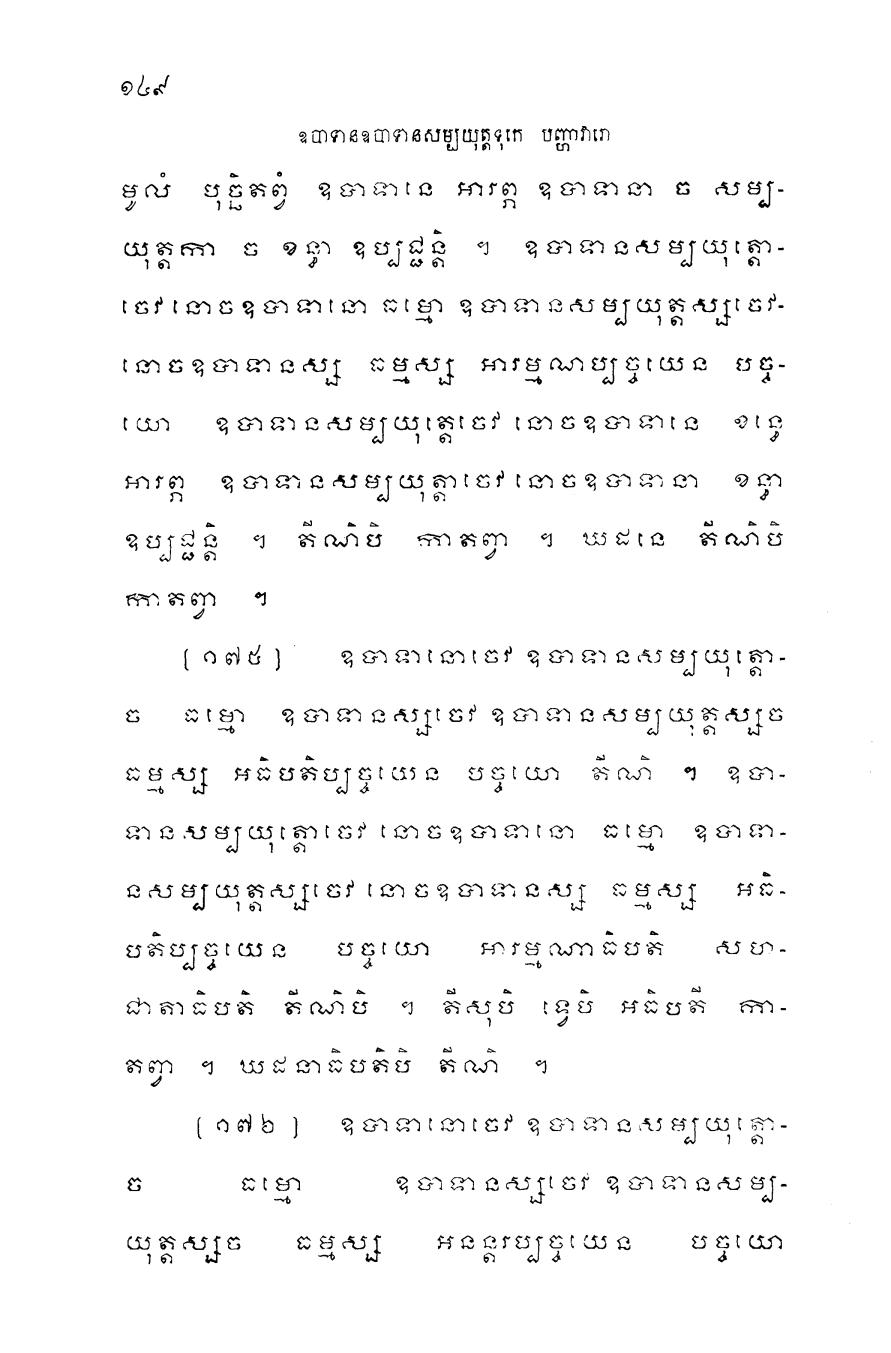 ១៤៩
ឧបាទានឧបាទានសម្បយុត្តទុកេ បញ្ហាវារោ
មូលំ បុច្ឆិតព្វំ ឧបាទានេ អារព្ភ ឧបាទានា ច សម្ប-
យុត្តកា ច ខន្ធា ឧប្បជ្ជន្តិ ។ ឧបាទានសម្បយុត្តោ-
ចេវនោចឧបាទានោ ធម្មោ ឧបាទានសម្បយុត្តស្សចេវ-
នោចឧបាទានស្ស ធម្មស្ស អារម្មណប្បច្ចយេន បច្ច-
យោ ឧបាទានសម្បយុត្តេចេវនោចឧបាទានេ ខន្ធេ
អារព្ភ ឧបាទានសម្បយុត្តាចេវនោចឧបាទានា ខន្ធា
ឧប្បជ្ជន្តិ ។ តីណិបិ កាតព្វា ។ ឃដនេ តីណិបិ
កាតព្វា ។
[១៧៥] ឧបាទានោចេវឧបាទានសម្បយុត្តោ-
ច ធម្មោ ឧបាទានស្សចេវឧបាទានសម្បយុត្តស្សច
ធម្មស្ស អធិបតិប្បច្ចយេន បច្ចយោ តីណិ ។ ឧបា-
ទានសម្បយុត្តោចេវនោចឧបាទានោ ធម្មោ ឧបាទា-
នសម្បយុត្តស្សចេវនោចឧបាទានស្ស ធម្មស្ស អធិ-
បតិប្បច្ចយេន បច្ចយោ អារម្មណាធិបតិ សហ-
ជាតាធិបតិ តីណិបិ ។ តីសុបិ ទ្វេបិ អធិបតី កា-
តព្វា ។ ឃដនាធិបតិបិ តីណិ ។
[១៧៦] ឧបាទានោចេវឧបាទានសម្បយុត្តោ-
ច ធម្មោ ឧបាទានស្សចេវឧបាទានសម្ប-
យុត្តស្សច ធម្មស្ស អនន្តរប្បច្ចយេន បច្ចយោ